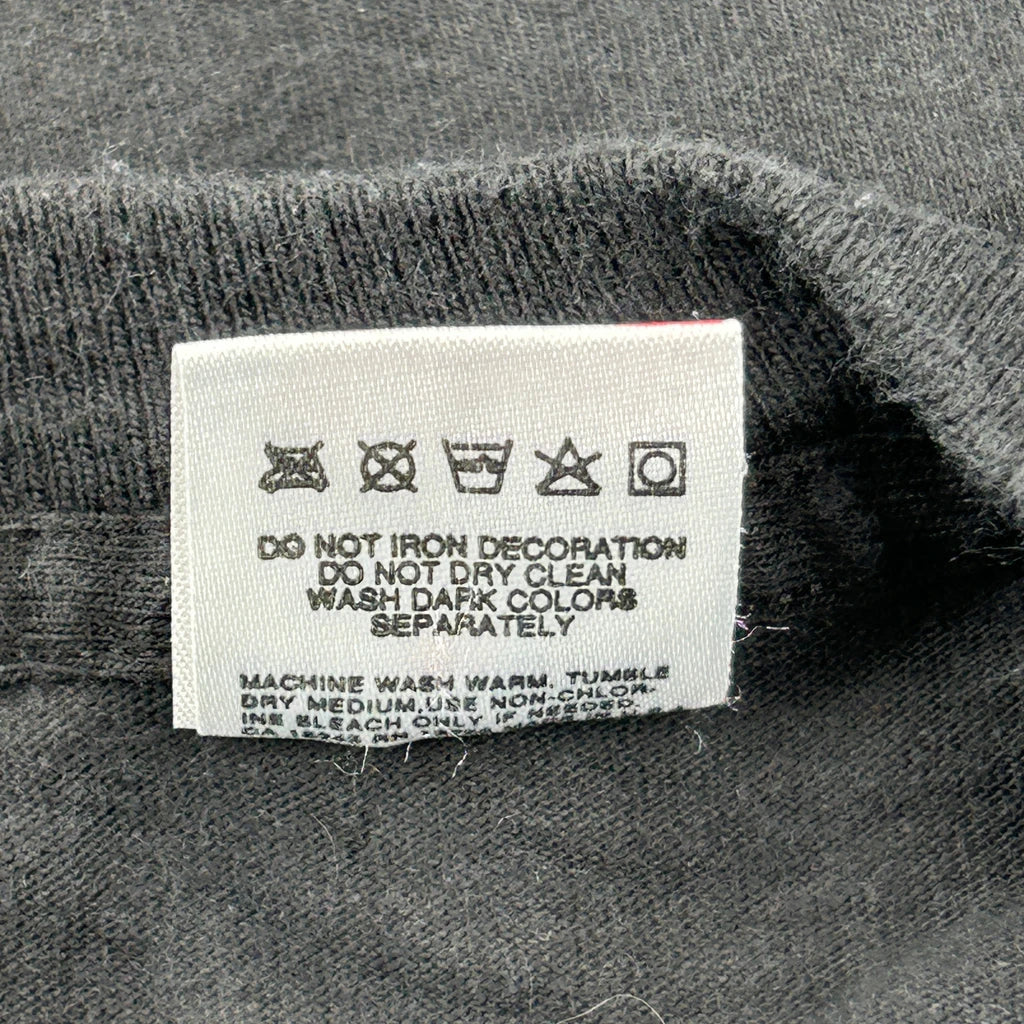 DO NOT IRON DECORATION
DO NOT DRY CLEAN
WASH DARK COLORS
SEPARATELY
MACHINE WASH WARM. TUMBLE
DRY MEDIUM.USE NON-CHLOR-
INE BLEACH ONLY IF NEEDED.